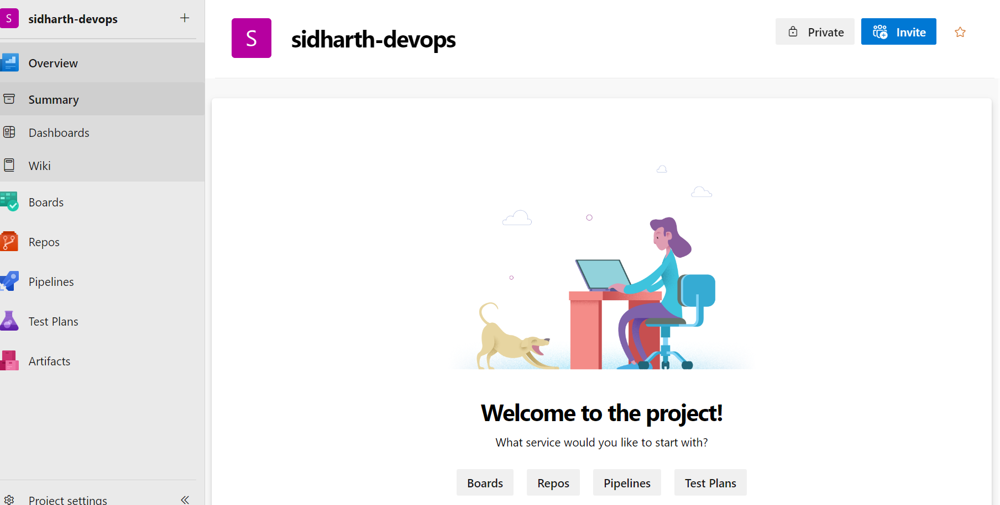 S sidharth-devops +
Overview
Summary
Dashboards
Wiki
Boards
Repos
Pipelines
Test Plans
Artifacts
Project settings
S sidharth-devops
Private
Invite
Welcome to the project!
What service would you like to start with?
Boards Repos Pipelines Test Plans